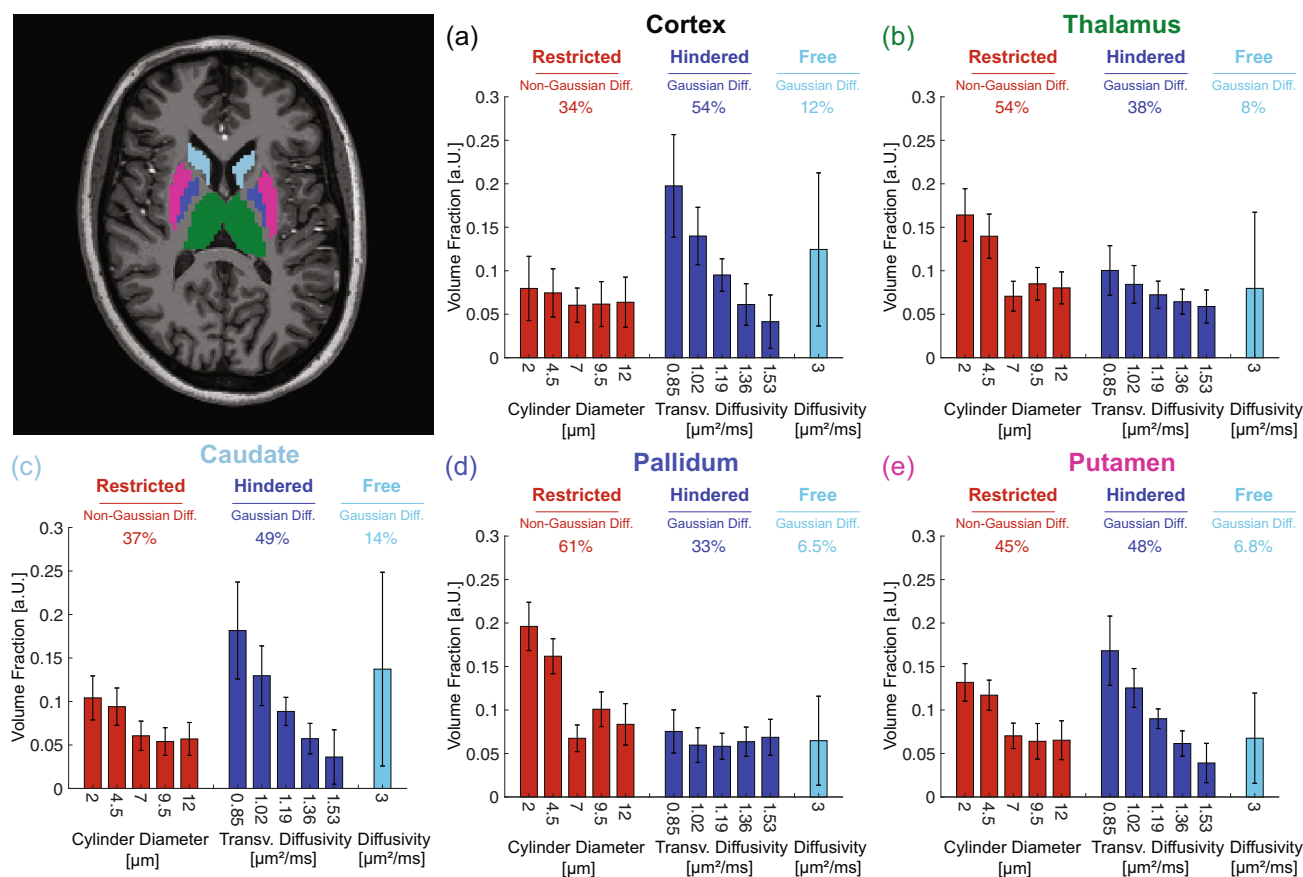 (a) Cortex
Restricted Hindered Free
Non-Gaussian Diff. Gaussian Diff. Gaussian Diff.
34% 54% 12%
Volume Fraction [a.U.]
0.3
0.25
0.2
0.15
0.1
0.05
0
2 4.5 7 9.5 12 0.85 1.02 1.19 1.36 1.53 3
Cylinder Diameter Transv. Diffusivity Diffusivity
[µm] [µm²/ms] [µm²/ms]
(b) Thalamus
Restricted Hindered Free
Non-Gaussian Diff. Gaussian Diff. Gaussian Diff.
54% 38% 8%
Volume Fraction [a.U.]
0.3
0.25
0.2
0.15
0.1
0.05
0
2 4.5 7 9.5 12 0.85 1.02 1.19 1.36 1.53 3
Cylinder Diameter Transv. Diffusivity Diffusivity
[µm] [µm²/ms] [µm²/ms]
(c) Caudate
Restricted Hindered Free
Non-Gaussian Diff. Gaussian Diff. Gaussian Diff.
37% 49% 14%
Volume Fraction [a.U.]
0.3
0.25
0.2
0.15
0.1
0.05
0
2 4.5 7 9.5 12 0.85 1.02 1.19 1.36 1.53 3
Cylinder Diameter Transv. Diffusivity Diffusivity
[µm] [µm²/ms] [µm²/ms]
(d) Pallidum
Restricted Hindered Free
Non-Gaussian Diff. Gaussian Diff. Gaussian Diff.
61% 33% 6.5%
Volume Fraction [a.U.]
0.3
0.25
0.2
0.15
0.1
0.05
0
2 4.5 7 9.5 12 0.85 1.02 1.19 1.36 1.53 3
Cylinder Diameter Transv. Diffusivity Diffusivity
[µm] [µm²/ms] [µm²/ms]
(e) Putamen
Restricted Hindered Free
Non-Gaussian Diff. Gaussian Diff. Gaussian Diff.
45% 48% 6.8%
Volume Fraction [a.U.]
0.3
0.25
0.2
0.15
0.1
0.05
0
2 4.5 7 9.5 12 0.85 1.02 1.19 1.36 1.53 3
Cylinder Diameter Transv. Diffusivity Diffusivity
[µm] [µm²/ms] [µm²/ms]